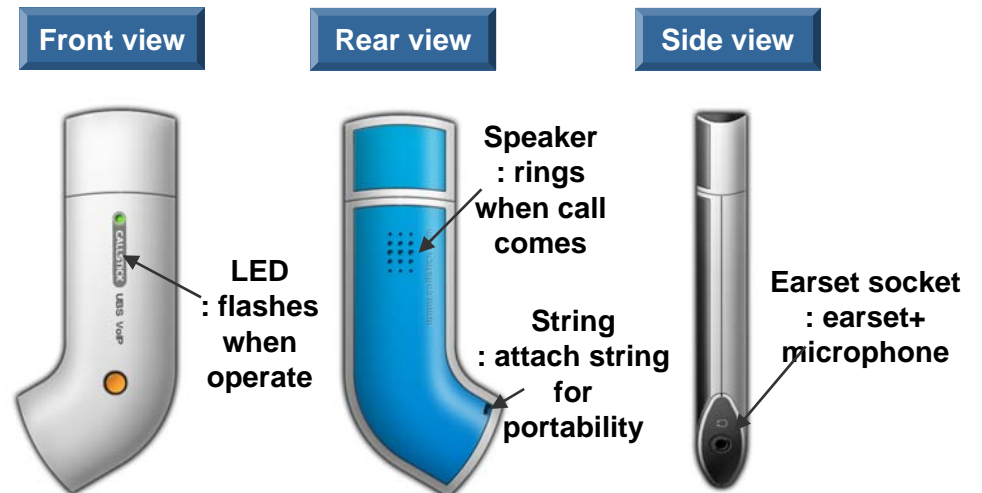 Front view
Rear view
Side view
CALLSTICK UBS VoIP
LED
: flashes
when
operate
Speaker
: rings
when call
comes
String
: attach string
for
portability
Earset socket
: earset+
microphone